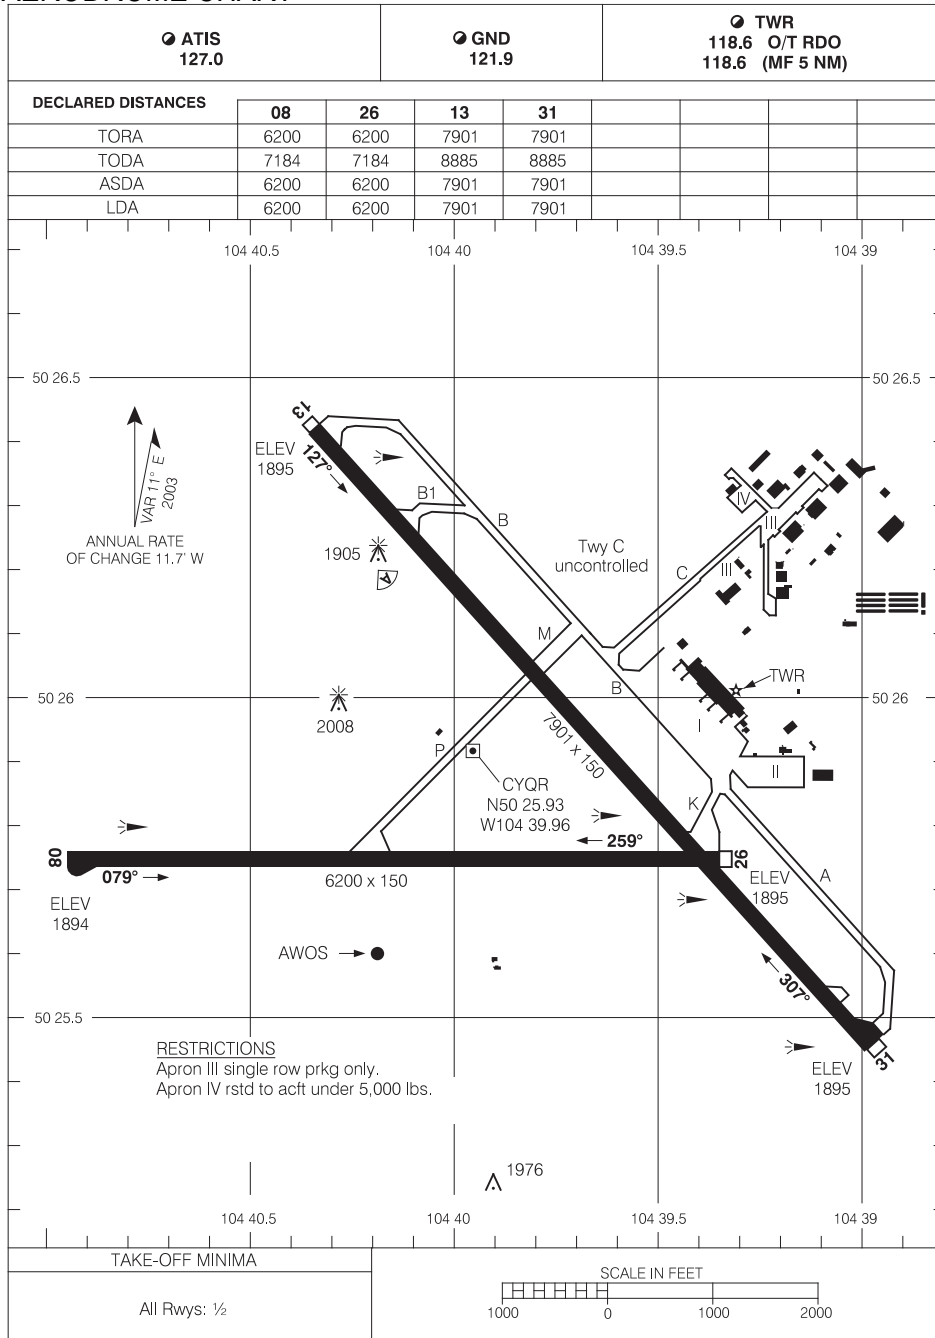 AERODROME CHART
ATIS
127.0
GND
121.9
TWR
118.6 O/T RDO
118.6 (MF 5 NM)
DECLARED DISTANCES 08 26 13 31
TORA 6200 6200 7901 7901
TODA 7184 7184 8885 8885
ASDA 6200 6200 7901 7901
LDA 6200 6200 7901 7901
104 40.5 104 40 104 39.5 104 39
50 26.5 50 26.5
13
ELEV
1895
127°
VAR 11° E
2003
ANNUAL RATE
OF CHANGE 11.7' W
B1
B
IV
III
1905
A
Twy C
uncontrolled
C
III
M
B
TWR
50 26 50 26
2008
I
7901 x 150
P
II
CYQR
N50 25.93
W104 39.96
K
259°
08
26
079°
6200 x 150
ELEV
1895
A
ELEV
1894
AWOS
307°
50 25.5 50 25.5
31
RESTRICTIONS
Apron III single row prkg only.
Apron IV rstd to acft under 5,000 lbs.
ELEV
1895
1976
104 40.5 104 40 104 39.5 104 39
TAKE-OFF MINIMA
All Rwys: ½
SCALE IN FEET
1000 0 1000 2000